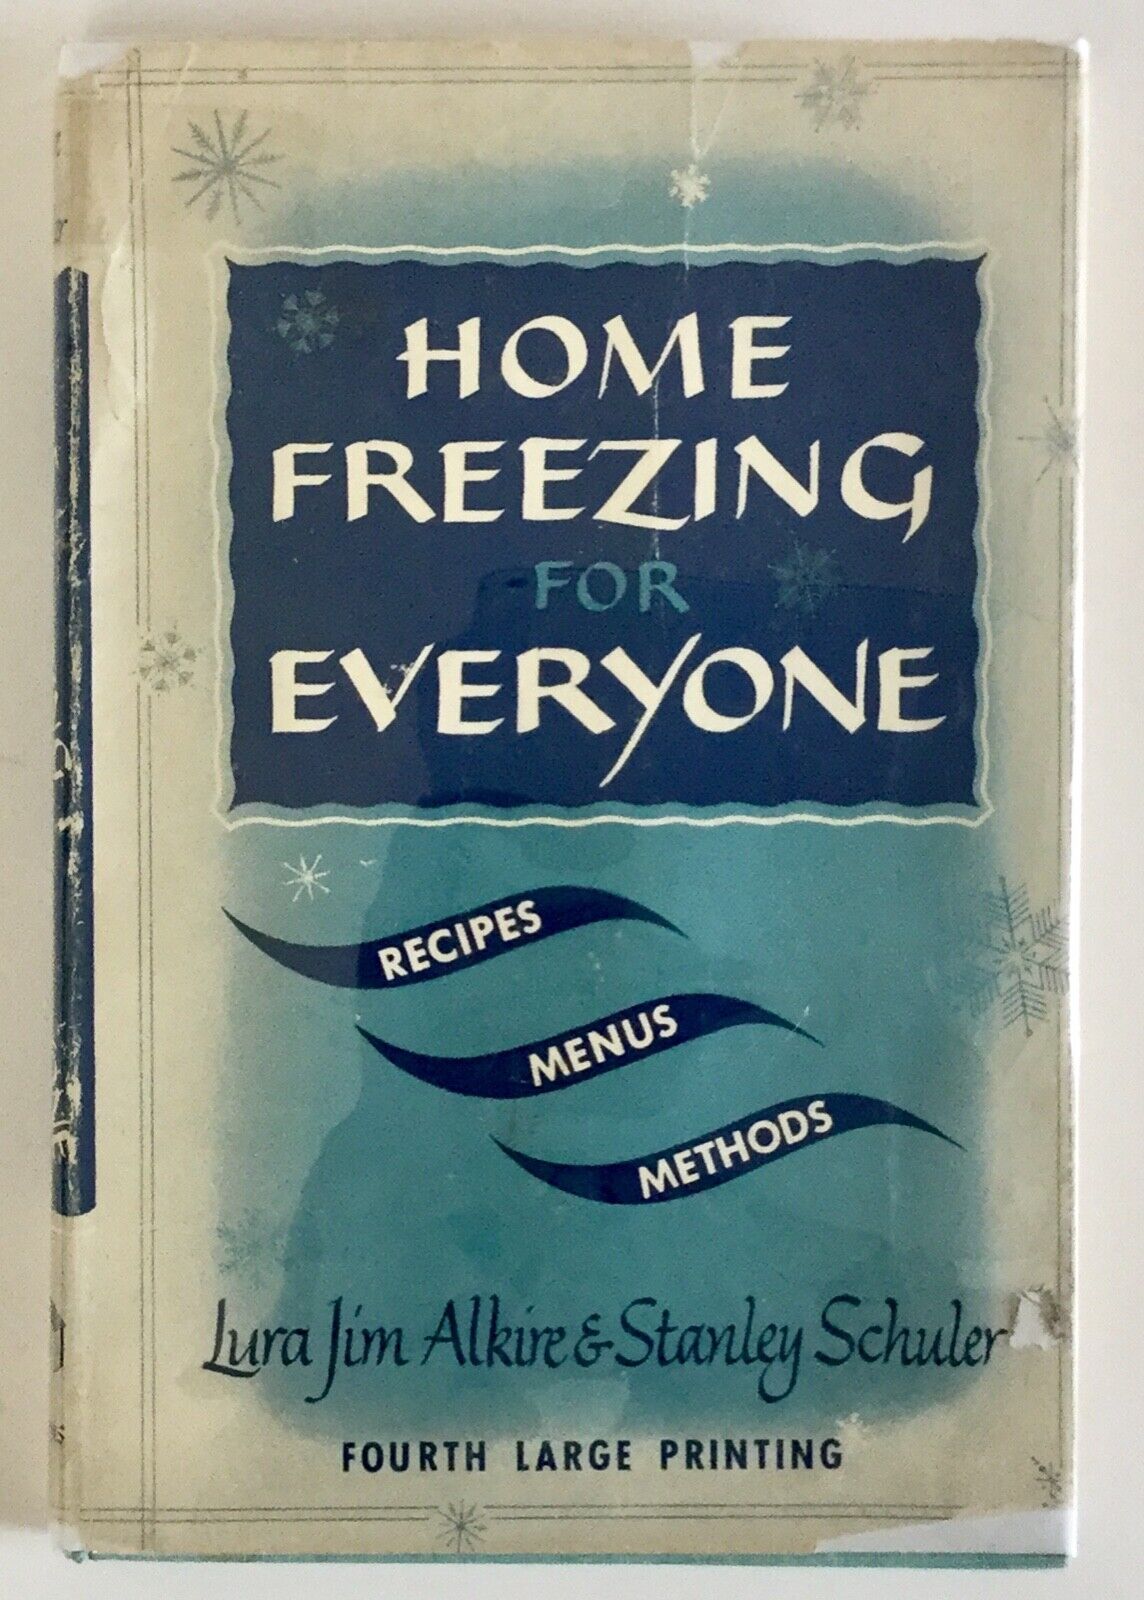 HOME
FREEZING
FOR
EVERYONE
RECIPES
MENUS
METHODS
Lura Jim Alkire & Stanley Schuler
FOURTH LARGE PRINTING